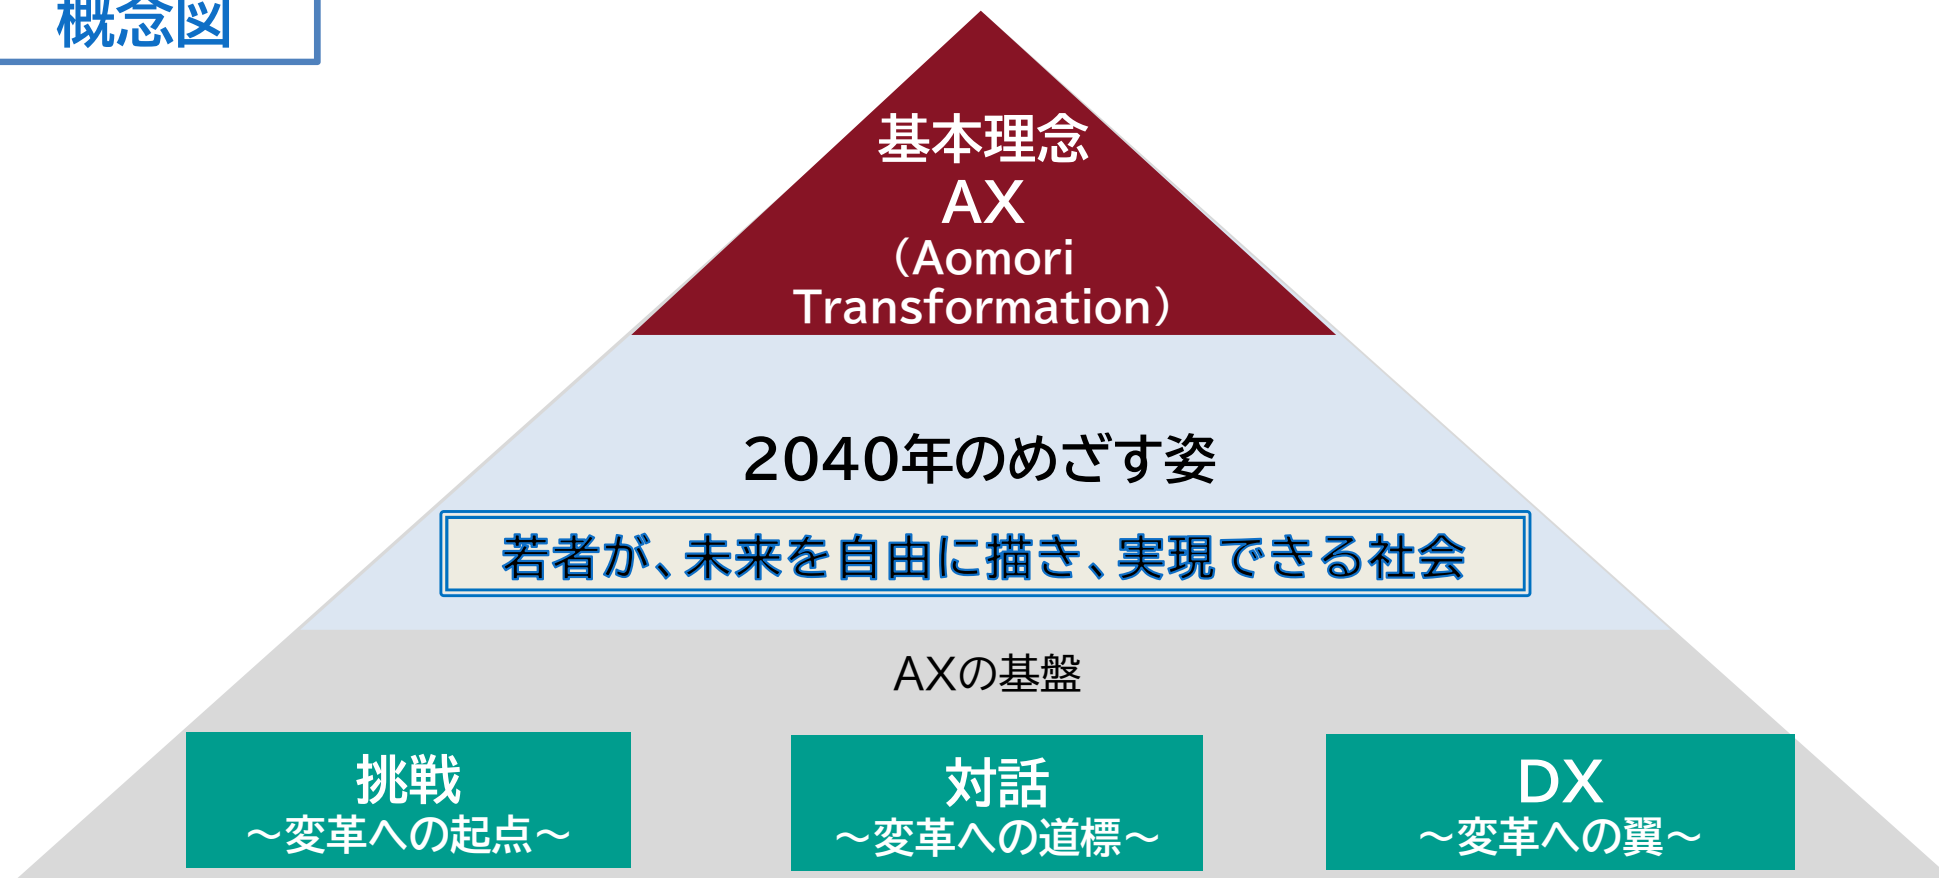 概念図
基本理念
AX
（Aomori
Transformation）
2040年のめざす姿
若者が、未来を自由に描き、実現できる社会
AXの基盤
挑戦
～変革への起点～
対話
～変革への道標～
DX
～変革への翼～